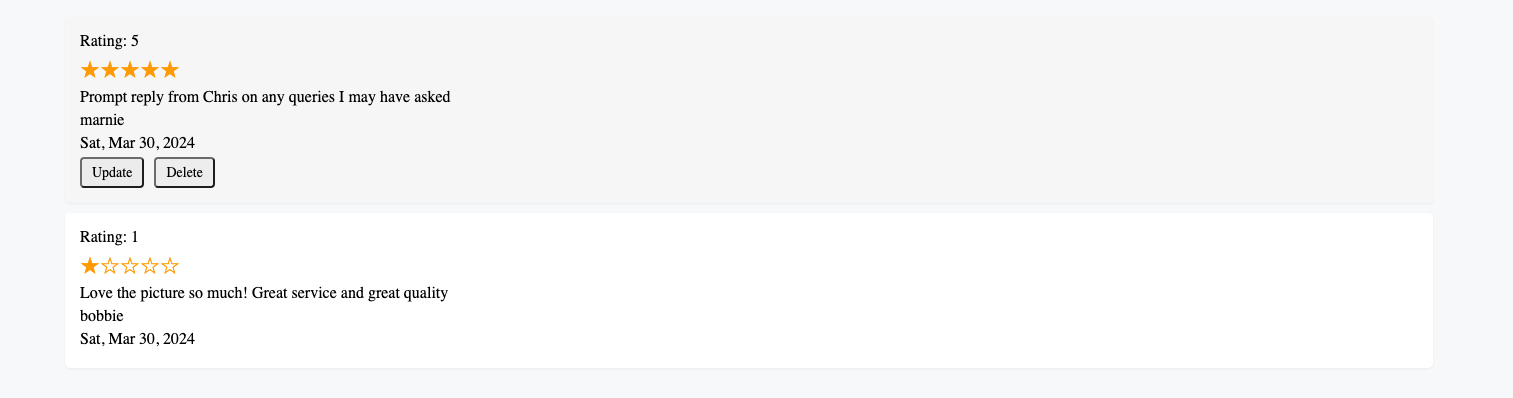 Rating: 5
★★★★★
Prompt reply from Chris on any queries I may have asked
marnie
Sat, Mar 30, 2024
Update Delete
Rating: 1
★☆☆☆☆
Love the picture so much! Great service and great quality
bobbie
Sat, Mar 30, 2024